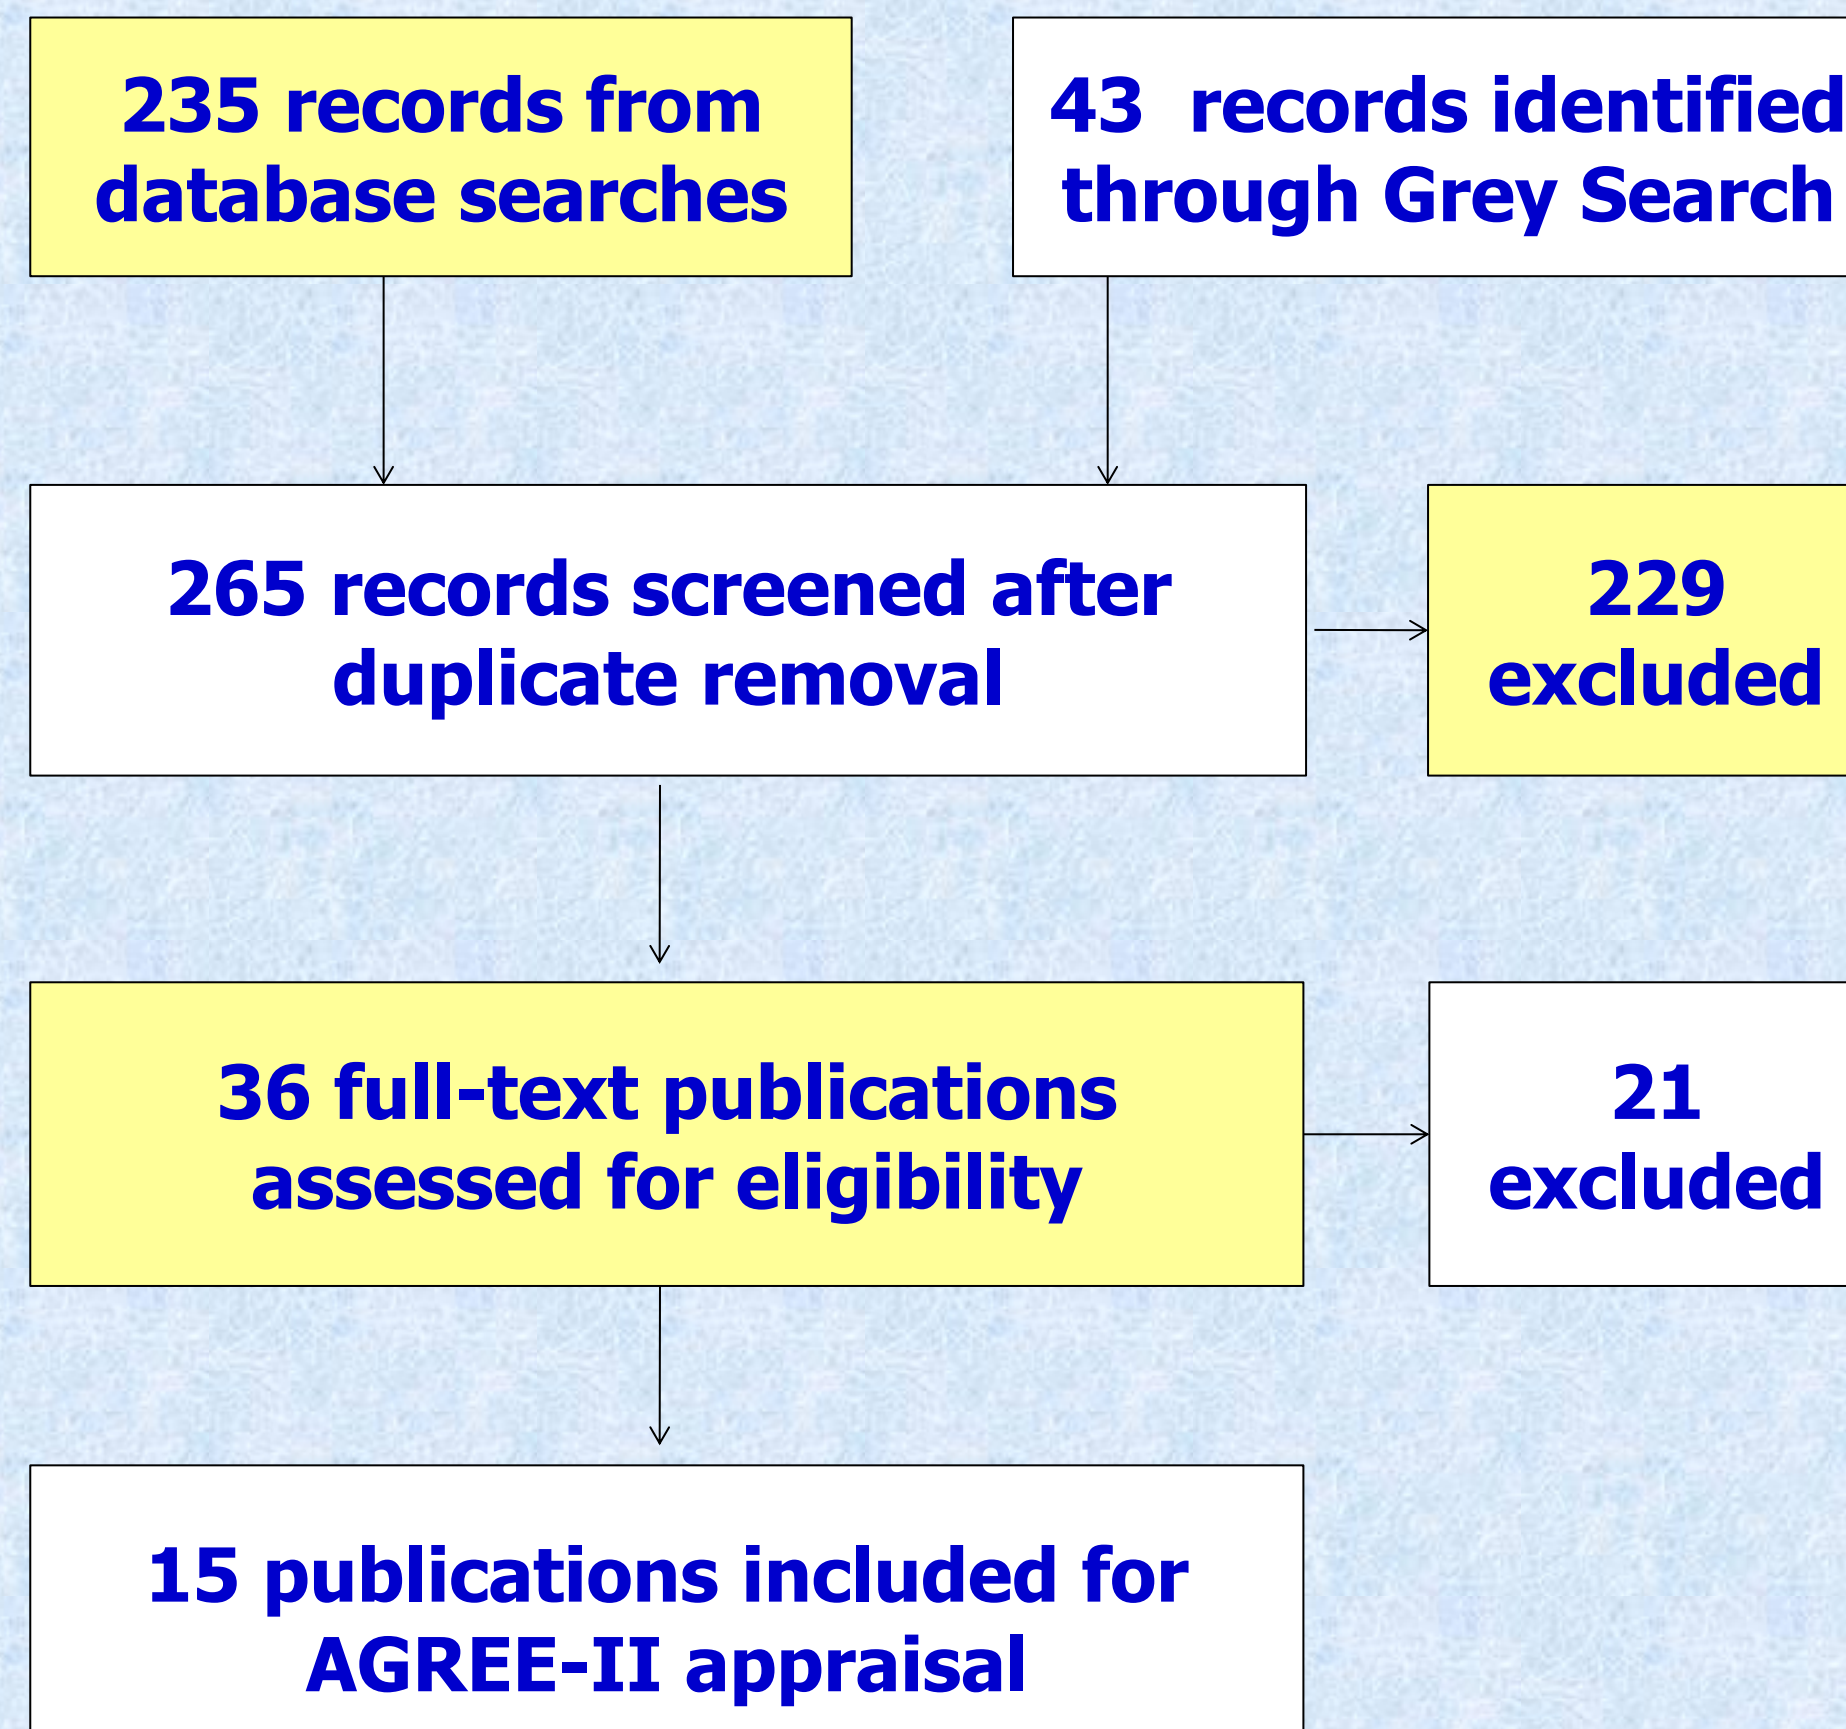 235 records from
database searches
43 records identified
through Grey Search
265 records screened after
duplicate removal
229
excluded
36 full-text publications
assessed for eligibility
21
excluded
15 publications included for
AGREE-II appraisal